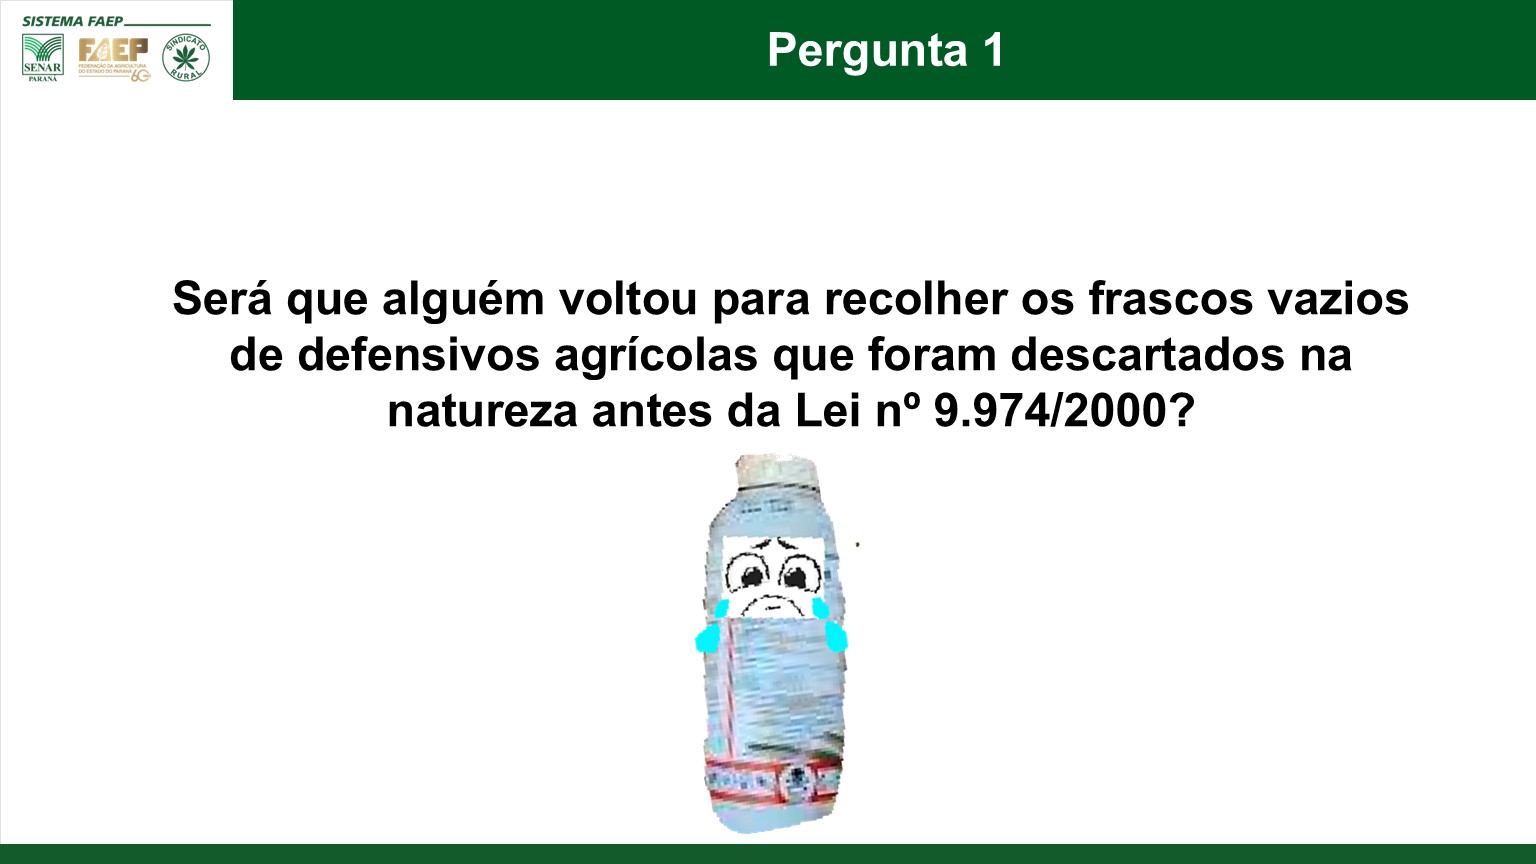 SISTEMA FAEP
Pergunta 1
SENAR
PARANÁ
FAEP
FEDERAÇÃO DA AGRICULTURA
DO ESTADO DO PARANÁ
60
SINDICATO
RURAL
Será que alguém voltou para recolher os frascos vazios
de defensivos agrícolas que foram descartados na
natureza antes da Lei nº 9.974/2000?